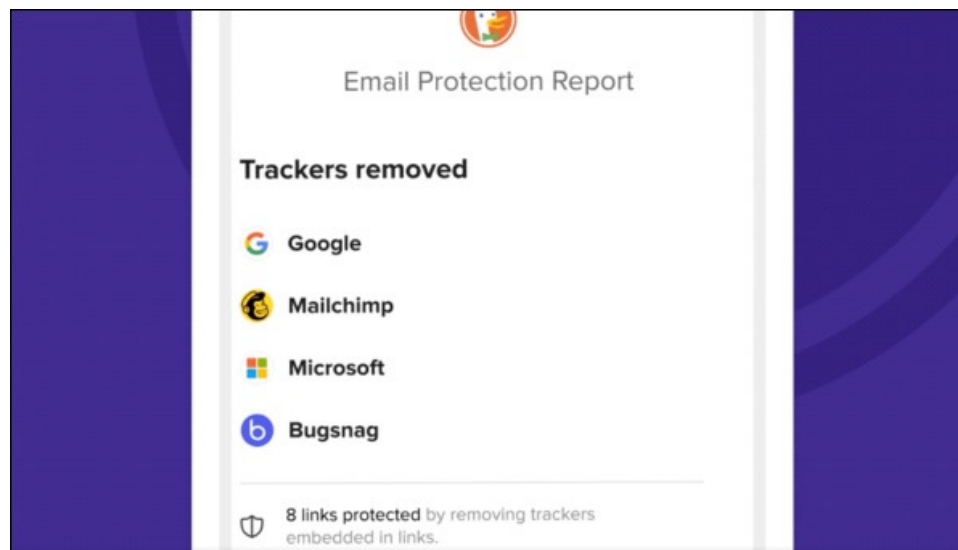 Email Protection Report
Trackers removed
Google
Mailchimp
Microsoft
Bugsnag
8 links protected by removing trackers
embedded in links.